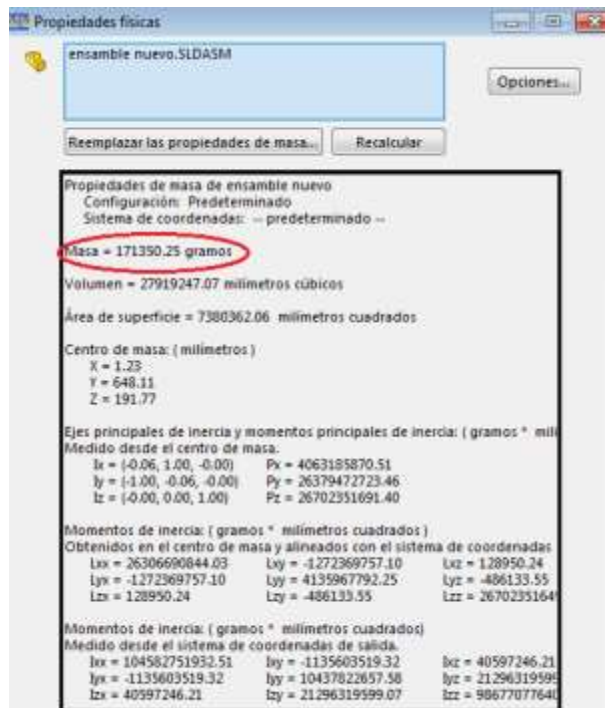 Propiedades físicas
ensamble nuevo.SLDASM
Opciones...
Reemplazar las propiedades de masa... Recalcular
Propiedades de masa de ensamble nuevo
Configuración: Predeterminado
Sistema de coordenadas: -- predeterminado --
Masa = 171350.25 gramos
Volumen = 27919247.07 milímetros cúbicos
Área de superficie = 7380362.06 milímetros cuadrados
Centro de masa: ( milímetros )
X = 1.23
Y = 648.11
Z = 191.77
Ejes principales de inercia y momentos principales de inercia: ( gramos * milí
Medido desde el centro de masa.
Ix = (-0.06, 1.00, -0.00) Px = 4063185870.51
Iy = (-1.00, -0.06, -0.00) Py = 26379472723.46
Iz = (-0.00, 0.00, 1.00) Pz = 26702351691.40
Momentos de inercia: ( gramos * milímetros cuadrados )
Obtenidos en el centro de masa y alineados con el sistema de coordenadas
Lxx = 26306690844.03 Lxy = -1272369757.10 Lxz = 128950.24
Lyx = -1272369757.10 Lyy = 4135967792.25 Lyz = -486133.55
Lzx = 128950.24 Lzy = -486133.55 Lzz = 2670235164
Momentos de inercia: ( gramos * milímetros cuadrados)
Medido desde el sistema de coordenadas de salida.
Ixx = 104582751932.51 Ixy = -1135603519.32 Ixz = 40597246.21
Iyx = -1135603519.32 Iyy = 10437822657.58 Iyz = 21296319599
Izx = 40597246.21 Izy = 21296319599.07 Izz = 98677077640